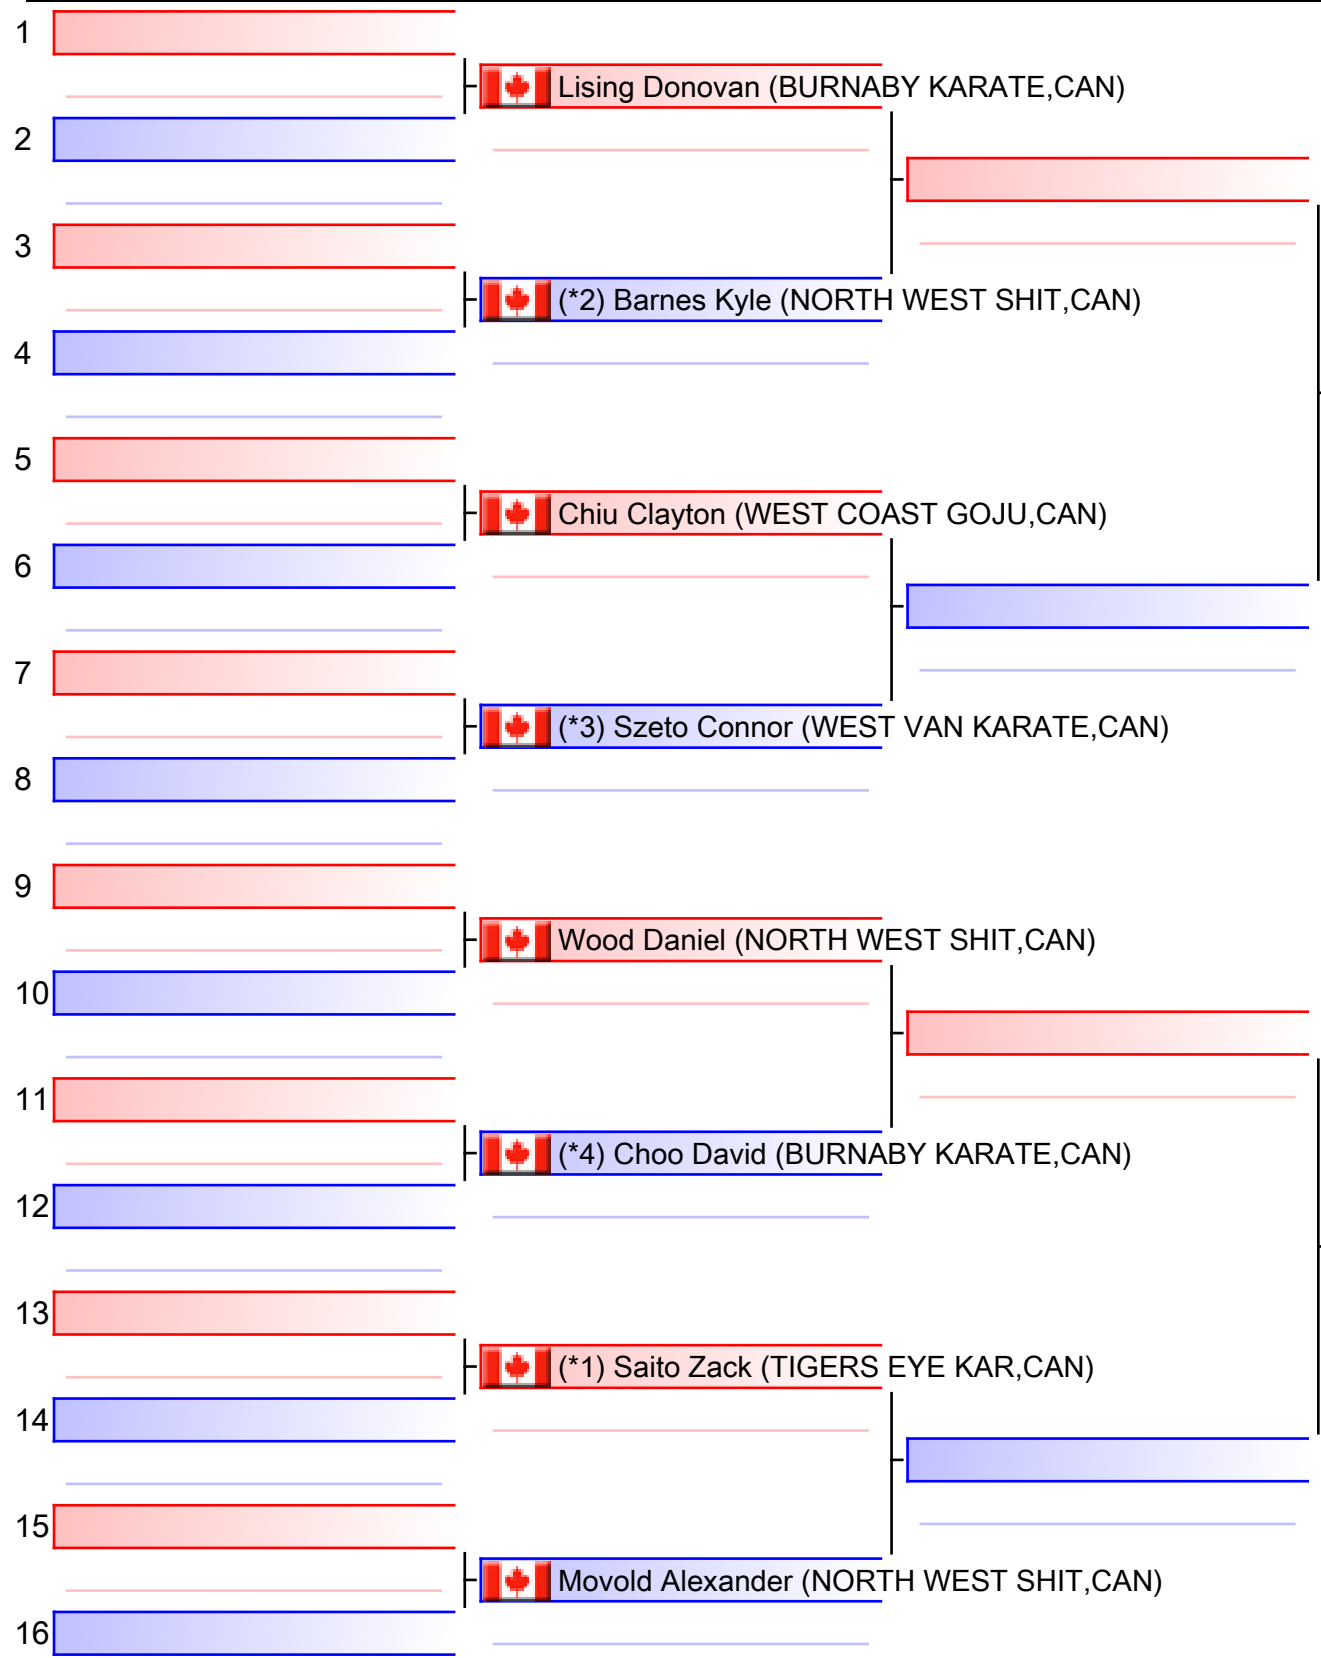 1
Lising Donovan (BURNABY KARATE,CAN)
2
3
(*2) Barnes Kyle (NORTH WEST SHIT,CAN)
4
5
Chiu Clayton (WEST COAST GOJU,CAN)
6
7
(*3) Szeto Connor (WEST VAN KARATE,CAN)
8
9
Wood Daniel (NORTH WEST SHIT,CAN)
10
11
(*4) Choo David (BURNABY KARATE,CAN)
12
13
(*1) Saito Zack (TIGERS EYE KAR,CAN)
14
15
Movold Alexander (NORTH WEST SHIT,CAN)
16